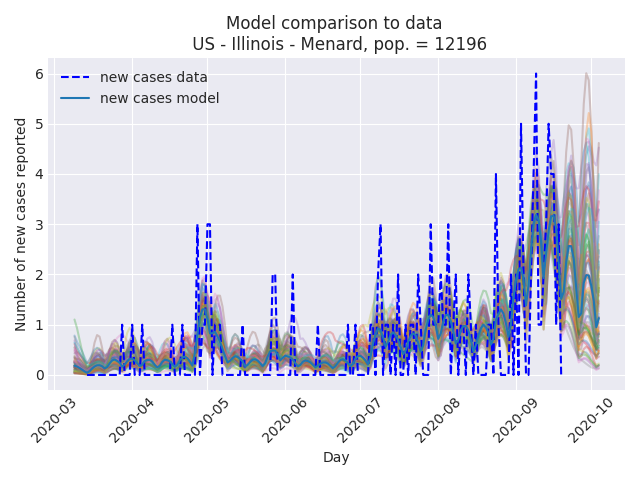 Model comparison to data
US - Illinois - Menard, pop. = 12196
new cases data
new cases model
Number of new cases reported
6
5
4
3
2
1
0
2020-03
2020-04
2020-05
2020-06
2020-07
2020-08
2020-09
2020-10
Day